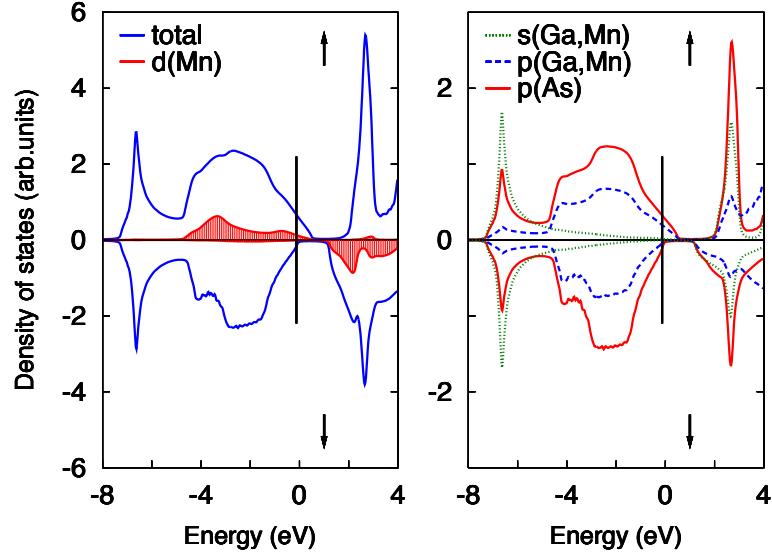 total
d(Mn)
s(Ga,Mn)
p(Ga,Mn)
p(As)
Density of states (arb.units)
6
4
2
0
-2
-4
-6
2
0
-2
-8
-4
0
4
-8
-4
0
4
Energy (eV)
Energy (eV)